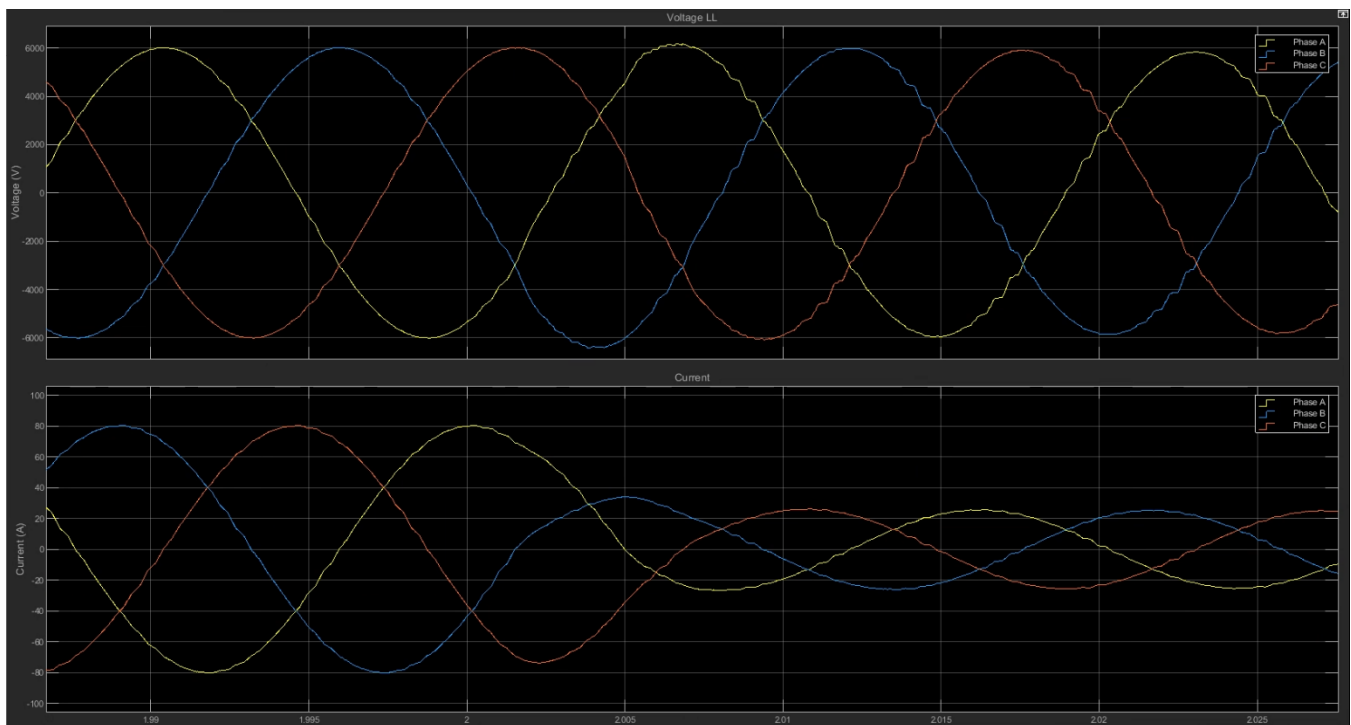 Voltage LL
Voltage (V)
6000
4000
2000
0
-2000
-4000
-6000
Phase A
Phase B
Phase C
Current
Current (A)
100
80
60
40
20
0
-20
-40
-60
-80
-100
Phase A
Phase B
Phase C
1.99
1.995
2
2.005
2.01
2.015
2.02
2.025